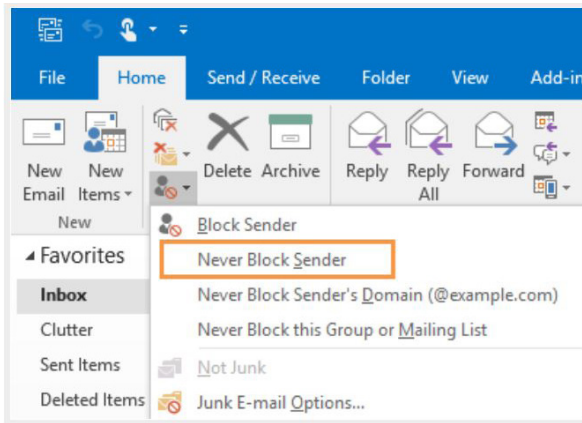 File Home Send / Receive Folder View Add-in
New Email
New Items
Delete Archive Reply
Reply All
Forward
New
Favorites
Inbox
Clutter
Sent Items
Deleted Items
Block Sender
Never Block Sender
Never Block Sender's Domain (@example.com)
Never Block this Group or Mailing List
Not Junk
Junk E-mail Options...